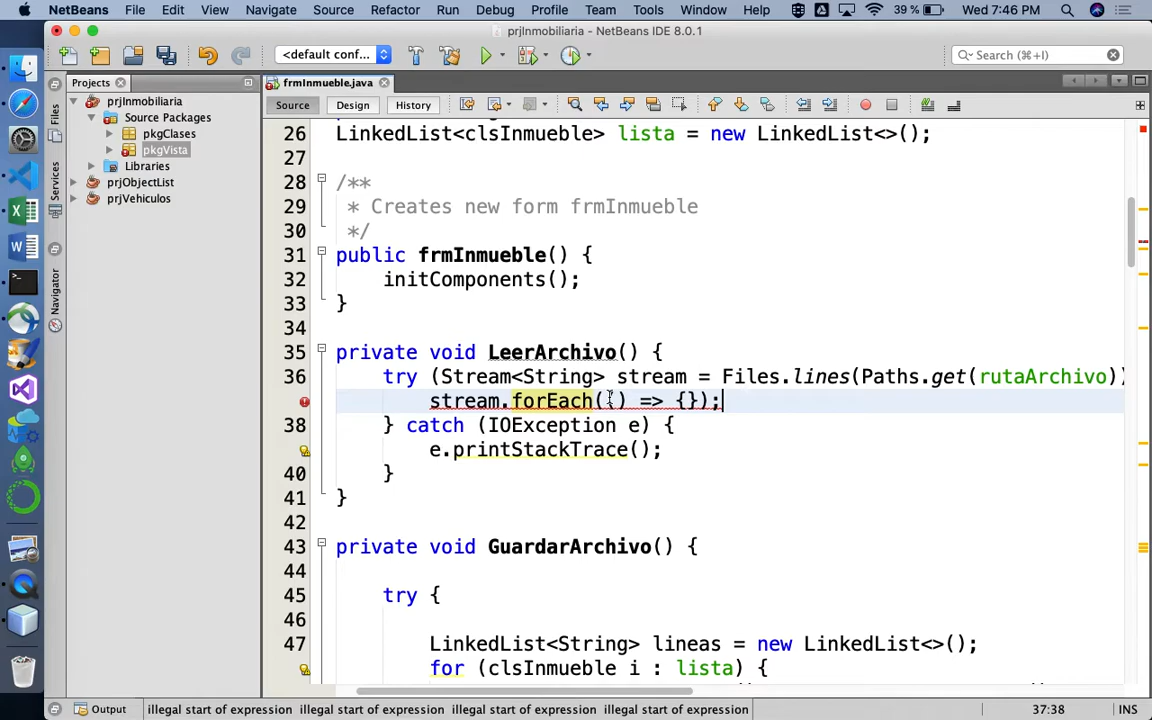 NetBeans File Edit View Navigate Source Refactor Run Debug Profile Team Tools Window Help 39 % Wed 7:46 PM
prjInmobiliaria - NetBeans IDE 8.0.1
<default conf... Search (⌘+I)
Projects frmInmueble.java
prjInmobiliaria
Source Packages
pkgClases
pkgVista
Libraries
prjObjectList
prjVehiculos
Files
Services
Navigator
Source Design History
26 LinkedList<clsInmueble> lista = new LinkedList<>();
27
28 /**
29 * Creates new form frmInmueble
30 */
31 public frmInmueble() {
32 initComponents();
33 }
34
35 private void LeerArchivo() {
36 try (Stream<String> stream = Files.lines(Paths.get(rutaArchivo))
stream.forEach(() => {});
38 } catch (IOException e) {
e.printStackTrace();
40 }
41 }
42
43 private void GuardarArchivo() {
44
45 try {
46
47 LinkedList<String> lineas = new LinkedList<>();
for (clsInmueble i : lista) {
Output illegal start of expression illegal start of expression illegal start of expression illegal start of expression 37:38 INS